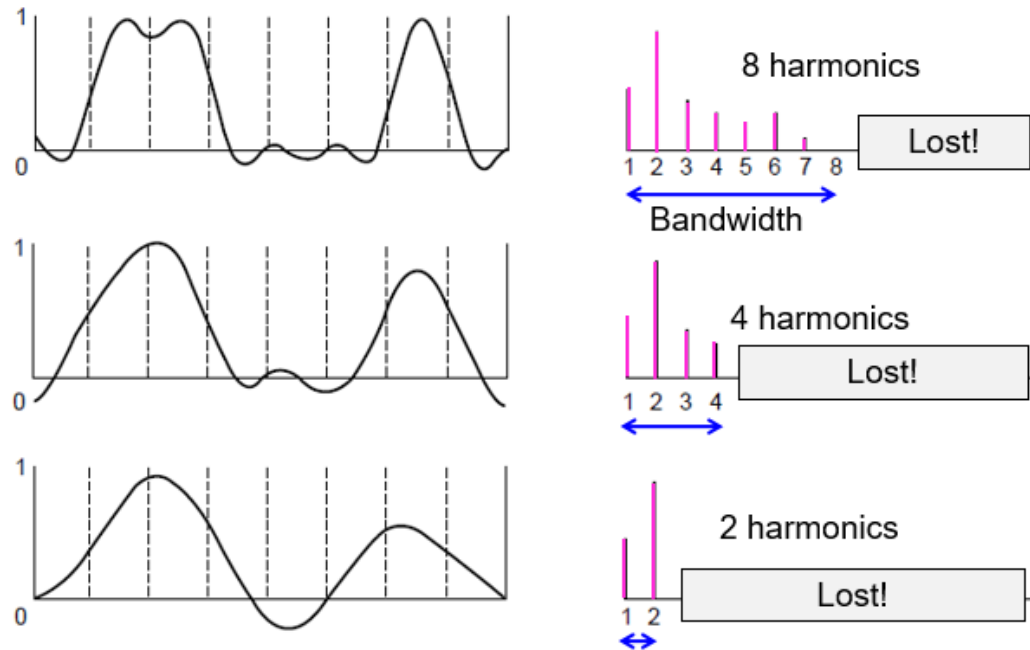 1
0
8 harmonics
Lost!
1 2 3 4 5 6 7 8
Bandwidth
1
0
4 harmonics
Lost!
1 2 3 4
1
0
2 harmonics
Lost!
1 2